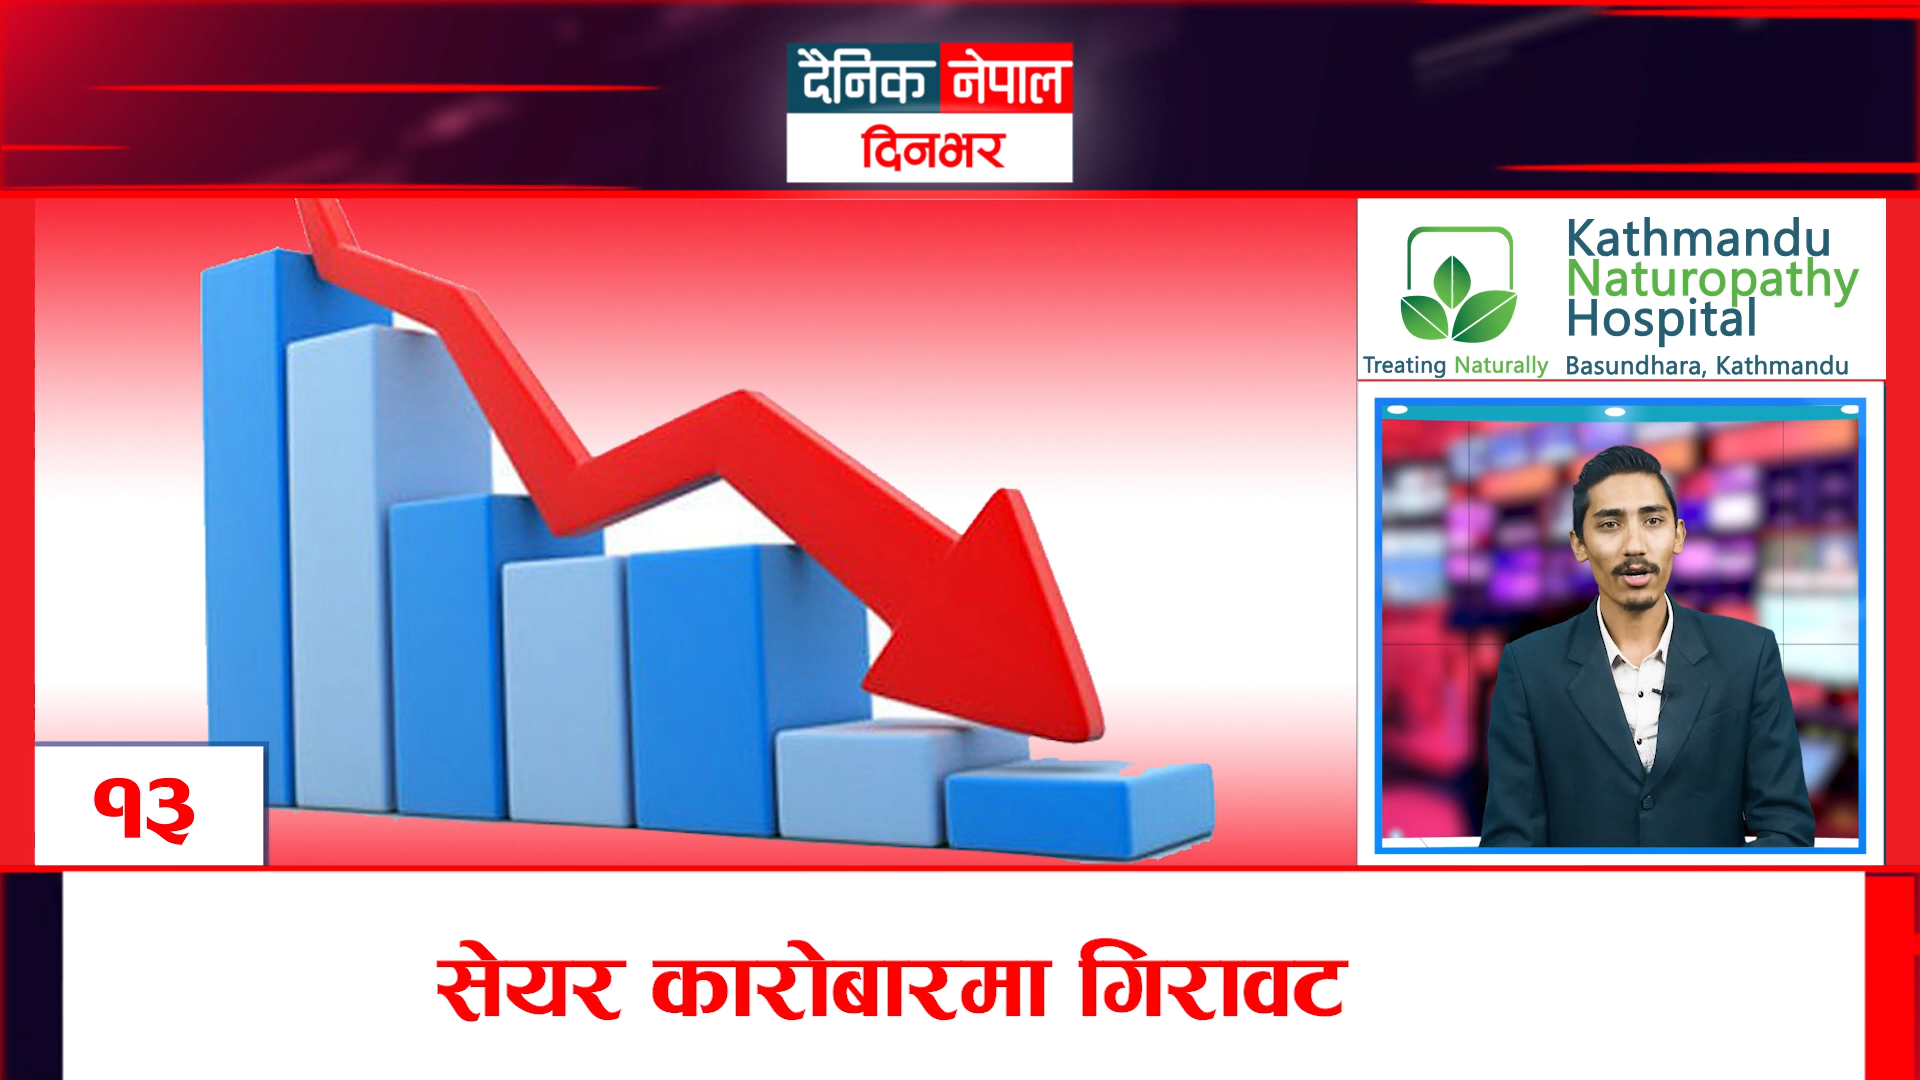 दैनिक नेपाल
दिनभर
Kathmandu
Naturopathy
Hospital
Treating Naturally
Basundhara, Kathmandu
१३
सेयर कारोबारमा गिरावट